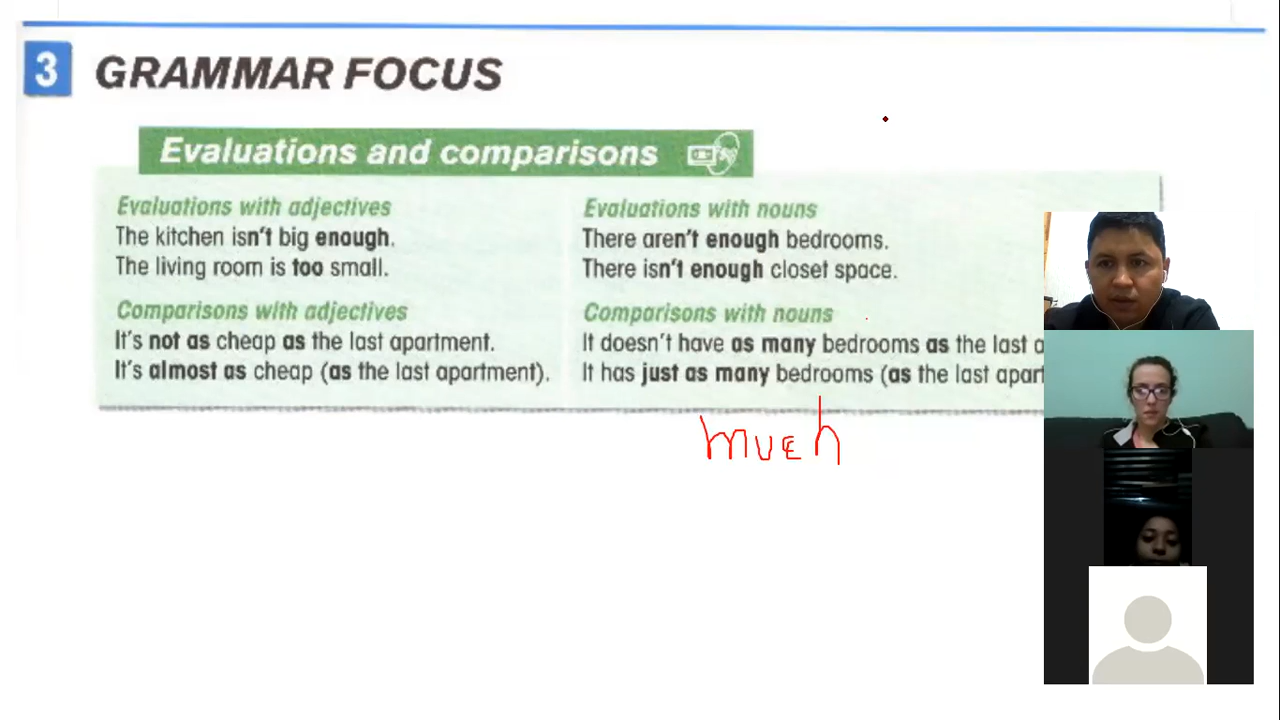 3 GRAMMAR FOCUS
Evaluations and comparisons
Evaluations with adjectives
The kitchen isn't big enough.
The living room is too small.
Comparisons with adjectives
It's not as cheap as the last apartment.
It's almost as cheap (as the last apartment).
Evaluations with nouns
There aren't enough bedrooms.
There isn't enough closet space.
Comparisons with nouns
It doesn't have as many bedrooms as the last a
It has just as many bedrooms (as the last apart
much